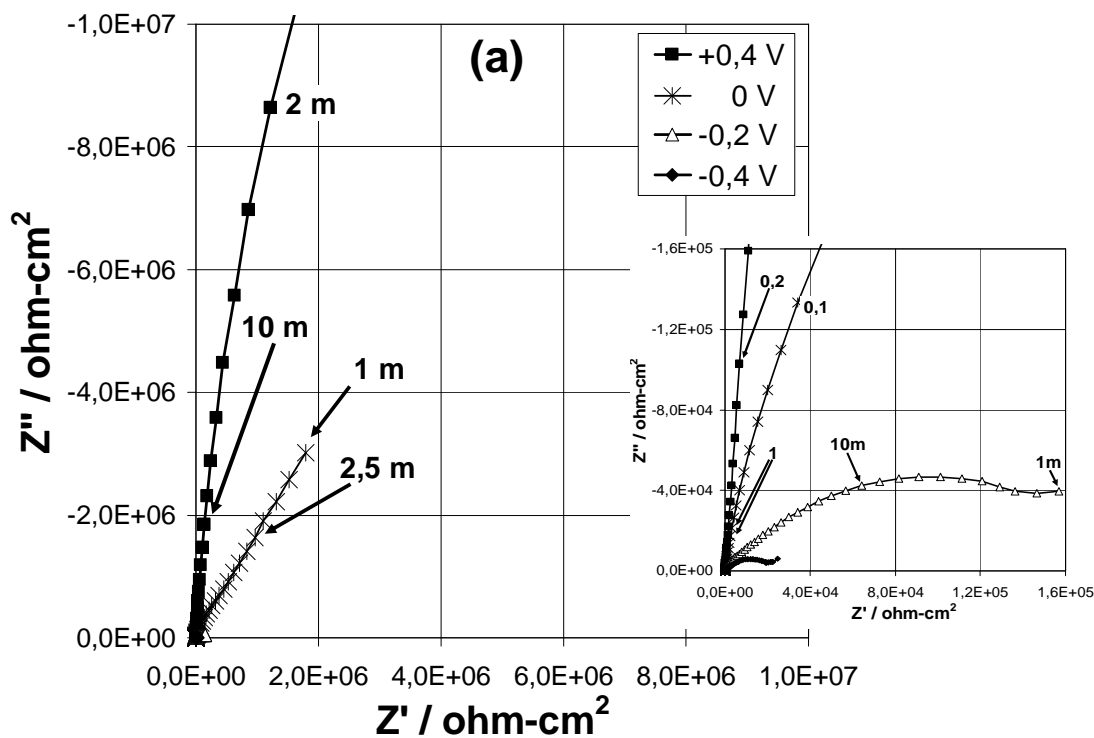 (a)
+0,4 V
0 V
-0,2 V
-0,4 V
Z'' / ohm-cm²
-1,0E+07
-8,0E+06
-6,0E+06
-4,0E+06
-2,0E+06
0,0E+00
2 m
10 m
1 m
2,5 m
0,0E+00 2,0E+06 4,0E+06 6,0E+06 8,0E+06 1,0E+07
Z' / ohm-cm²
Z'' / ohm-cm²
-1,6E+05
-1,2E+05
-8,0E+04
-4,0E+04
0,0E+00
0,2
0,1
1
10m
1m
0,0E+00 4,0E+04 8,0E+04 1,2E+05 1,6E+05
Z' / ohm-cm²